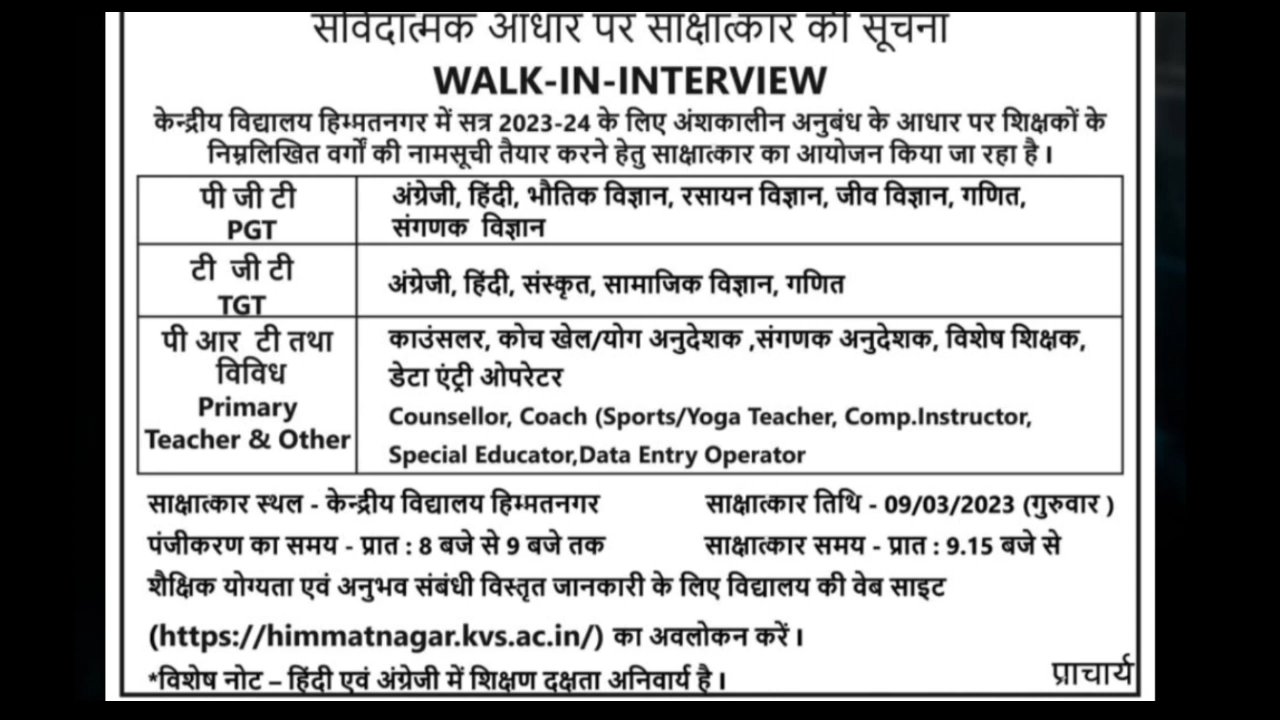 संविदात्मक आधार पर साक्षात्कार की सूचना
WALK-IN-INTERVIEW
केन्द्रीय विद्यालय हिम्मतनगर में सत्र 2023-24 के लिए अंशकालीन अनुबंध के आधार पर शिक्षकों के
निम्नलिखित वर्गों की नामसूची तैयार करने हेतु साक्षात्कार का आयोजन किया जा रहा है ।
पी जी टी
PGT
अंग्रेजी, हिंदी, भौतिक विज्ञान, रसायन विज्ञान, जीव विज्ञान, गणित,
संगणक विज्ञान
टी जी टी
TGT
अंग्रेजी, हिंदी, संस्कृत, सामाजिक विज्ञान, गणित
पी आर टी तथा
विविध
Primary
Teacher & Other
काउंसलर, कोच खेल/योग अनुदेशक ,संगणक अनुदेशक, विशेष शिक्षक,
डेटा एंट्री ओपरेटर
Counsellor, Coach (Sports/Yoga Teacher, Comp.Instructor,
Special Educator,Data Entry Operator
साक्षात्कार स्थल - केन्द्रीय विद्यालय हिम्मतनगर साक्षात्कार तिथि - 09/03/2023 (गुरुवार )
पंजीकरण का समय - प्रात : 8 बजे से 9 बजे तक साक्षात्कार समय - प्रात : 9.15 बजे से
शैक्षिक योग्यता एवं अनुभव संबंधी विस्तृत जानकारी के लिए विद्यालय की वेब साइट
(https://himmatnagar.kvs.ac.in/) का अवलोकन करें ।
*विशेष नोट – हिंदी एवं अंग्रेजी में शिक्षण दक्षता अनिवार्य है । प्राचार्य